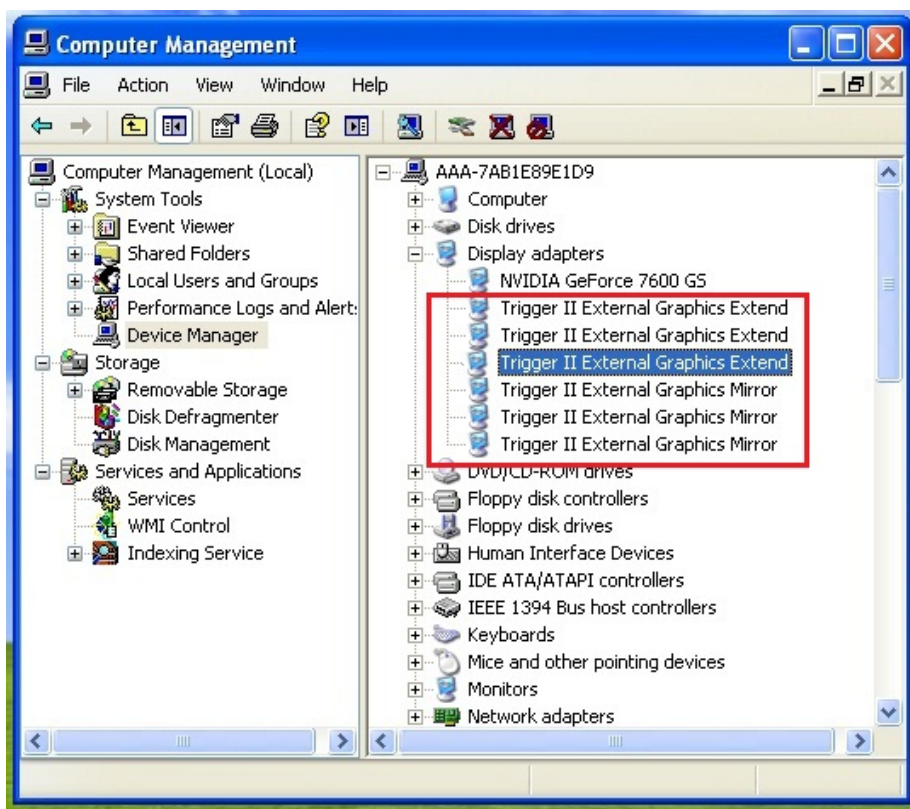 Computer Management
File Action View Window Help
Computer Management (Local)
System Tools
Event Viewer
Shared Folders
Local Users and Groups
Performance Logs and Alert:
Device Manager
Storage
Removable Storage
Disk Defragmenter
Disk Management
Services and Applications
Services
WMI Control
Indexing Service
AAA-7AB1E89E1D9
Computer
Disk drives
Display adapters
NVIDIA GeForce 7600 GS
Trigger II External Graphics Extend
Trigger II External Graphics Extend
Trigger II External Graphics Extend
Trigger II External Graphics Mirror
Trigger II External Graphics Mirror
Trigger II External Graphics Mirror
DVD/CD-ROM drives
Floppy disk controllers
Floppy disk drives
Human Interface Devices
IDE ATA/ATAPI controllers
IEEE 1394 Bus host controllers
Keyboards
Mice and other pointing devices
Monitors
Network adapters